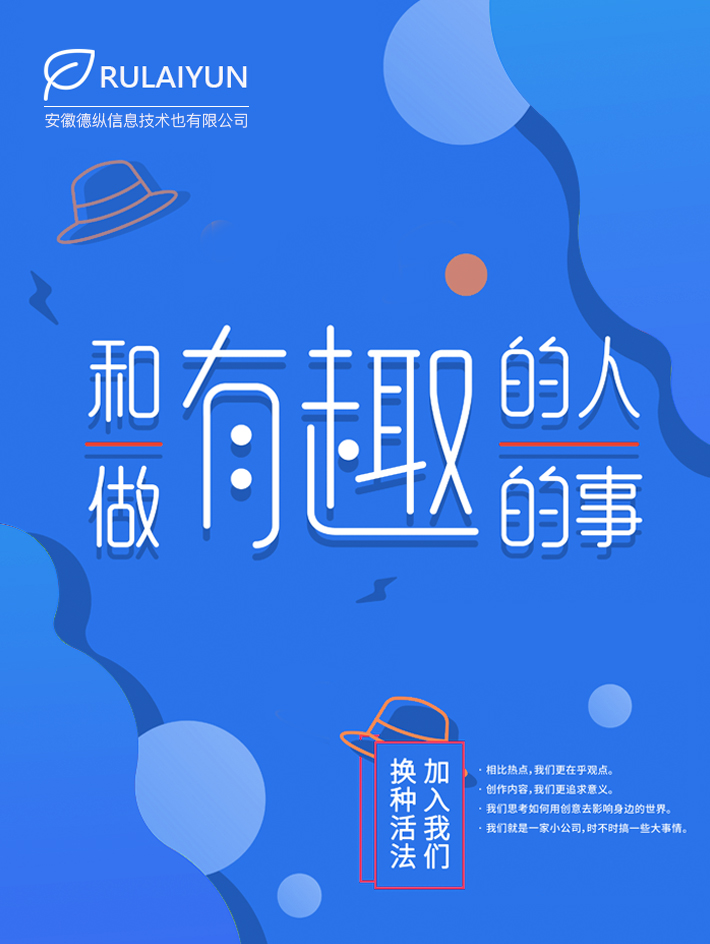 RULAIYUN
安徽德纵信息技术也有限公司
和有趣的人
做有趣的事
加入我们
换种活法
· 相比热点,我们更在乎观点。
· 创作内容,我们更追求意义。
· 我们思考如何用创意去影响身边的世界。
· 我们就是一家小公司,时不时搞一些大事情。